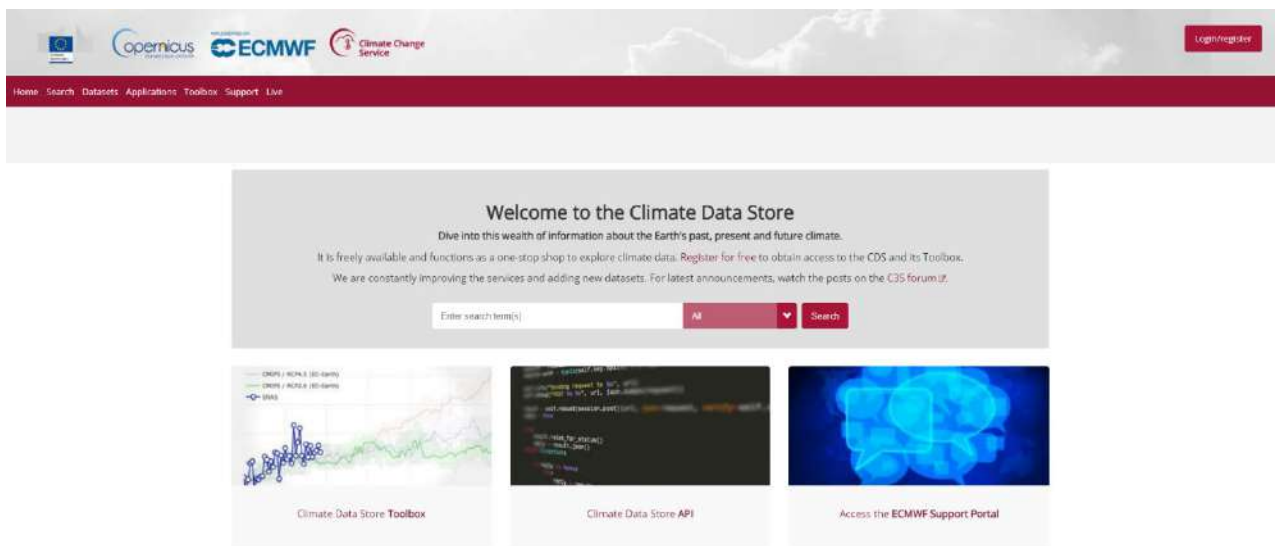 opernicus
ECMWF
Climate Change
Service
Login/register
Home Search Datasets Applications Toolbox Support Live
Welcome to the Climate Data Store
Dive into this wealth of information about the Earth's past, present and future climate.
It is freely available and functions as a one-stop shop to explore climate data. Register for free to obtain access to the CDS and its Toolbox.
We are constantly improving the services and adding new datasets. For latest announcements, watch the posts on the C3S forum.
Enter search term(s)
All
Search
Climate Data Store Toolbox
Climate Data Store API
Access the ECMWF Support Portal